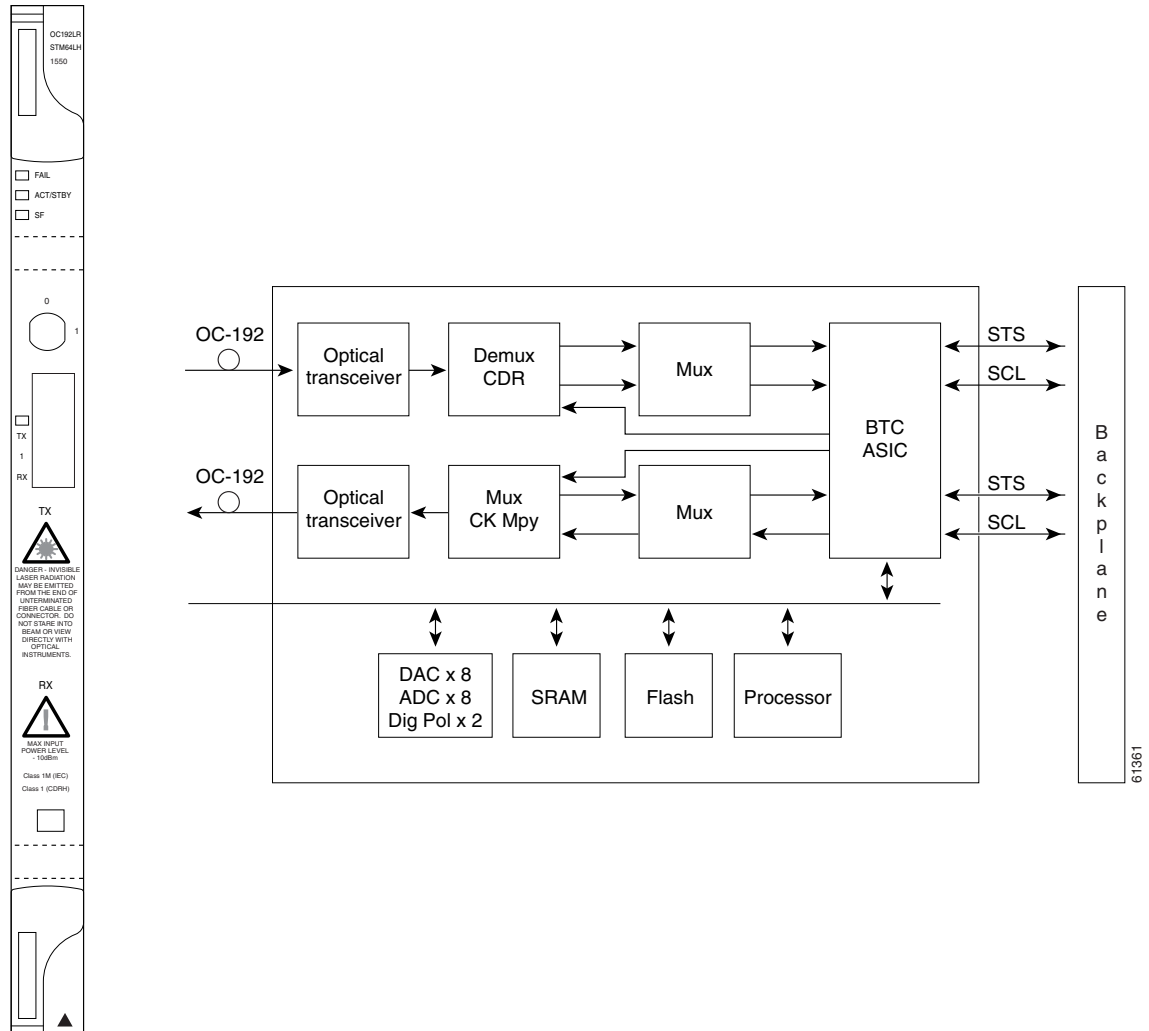 OC192LR
STM64LH
1550
FAIL
ACT/STBY
SF
0
1
TX
1
RX
TX
DANGER - INVISIBLE
LASER RADIATION
MAY BE EMITTED
FROM THE END OF
UNTERMINATED
FIBER CABLE OR
CONNECTOR. DO
NOT STARE INTO
BEAM OR VIEW
DIRECTLY WITH
OPTICAL
INSTRUMENTS.
RX
!
MAX INPUT
POWER LEVEL
- 10dBm
Class 1M (IEC)
Class 1 (CDRH)
OC-192
Optical
transceiver
Demux
CDR
Mux
BTC
ASIC
STS
SCL
OC-192
Optical
transceiver
Mux
CK Mpy
Mux
STS
SCL
Backplane
DAC x 8
ADC x 8
Dig Pol x 2
SRAM
Flash
Processor
61361